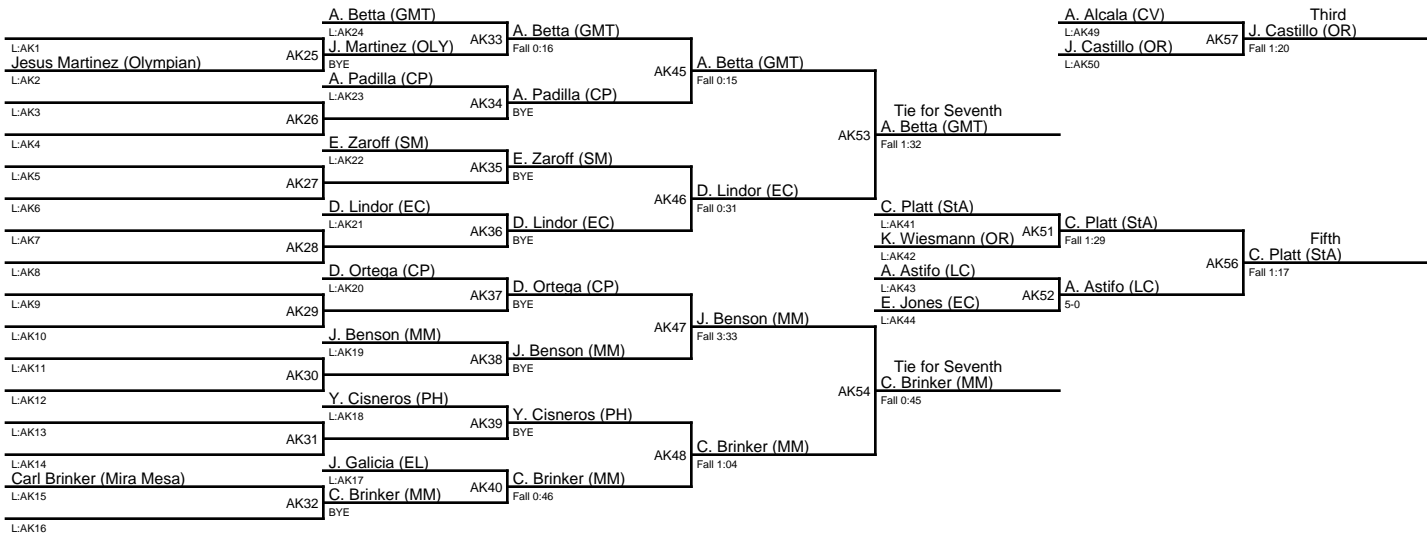 A. Betta (GMT)
A. Alcala (CV)
Third
L:AK24
AK33
A. Betta (GMT)
L:AK49
AK57
J. Castillo (OR)
L:AK1
AK25
J. Martinez (OLY)
Fall 0:16
J. Castillo (OR)
Fall 1:20
Jesus Martinez (Olympian)
BYE
AK45
A. Betta (GMT)
L:AK50
L:AK2
A. Padilla (CP)
Fall 0:15
L:AK23
AK34
A. Padilla (CP)
L:AK3
AK26
BYE
Tie for Seventh
AK53
A. Betta (GMT)
L:AK4
E. Zaroff (SM)
Fall 1:32
L:AK22
AK35
E. Zaroff (SM)
L:AK5
AK27
BYE
AK46
D. Lindor (EC)
L:AK6
D. Lindor (EC)
Fall 0:31
C. Platt (StA)
L:AK21
AK36
D. Lindor (EC)
L:AK41
AK51
C. Platt (StA)
L:AK7
AK28
BYE
K. Wiesmann (OR)
Fall 1:29
Fifth
L:AK42
AK56
C. Platt (StA)
L:AK8
D. Ortega (CP)
A. Astifo (LC)
Fall 1:17
L:AK20
AK37
D. Ortega (CP)
L:AK43
AK52
A. Astifo (LC)
L:AK9
AK29
BYE
E. Jones (EC)
5-0
AK47
J. Benson (MM)
L:AK44
L:AK10
J. Benson (MM)
Fall 3:33
L:AK19
AK38
J. Benson (MM)
L:AK11
AK30
BYE
Tie for Seventh
AK54
C. Brinker (MM)
L:AK12
Y. Cisneros (PH)
Fall 0:45
L:AK18
AK39
Y. Cisneros (PH)
L:AK13
AK31
BYE
AK48
C. Brinker (MM)
L:AK14
J. Galicia (EL)
Fall 1:04
Carl Brinker (Mira Mesa)
L:AK17
AK40
C. Brinker (MM)
L:AK15
AK32
C. Brinker (MM)
Fall 0:46
BYE
L:AK16